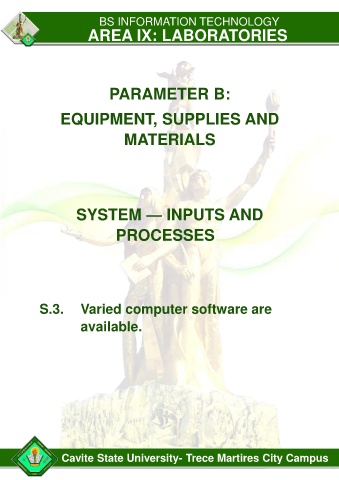 BS INFORMATION TECHNOLOGY
AREA IX: LABORATORIES
PARAMETER B:
EQUIPMENT, SUPPLIES AND
MATERIALS
SYSTEM — INPUTS AND
PROCESSES
S.3. Varied computer software are
available.
Cavite State University- Trece Martires City Campus